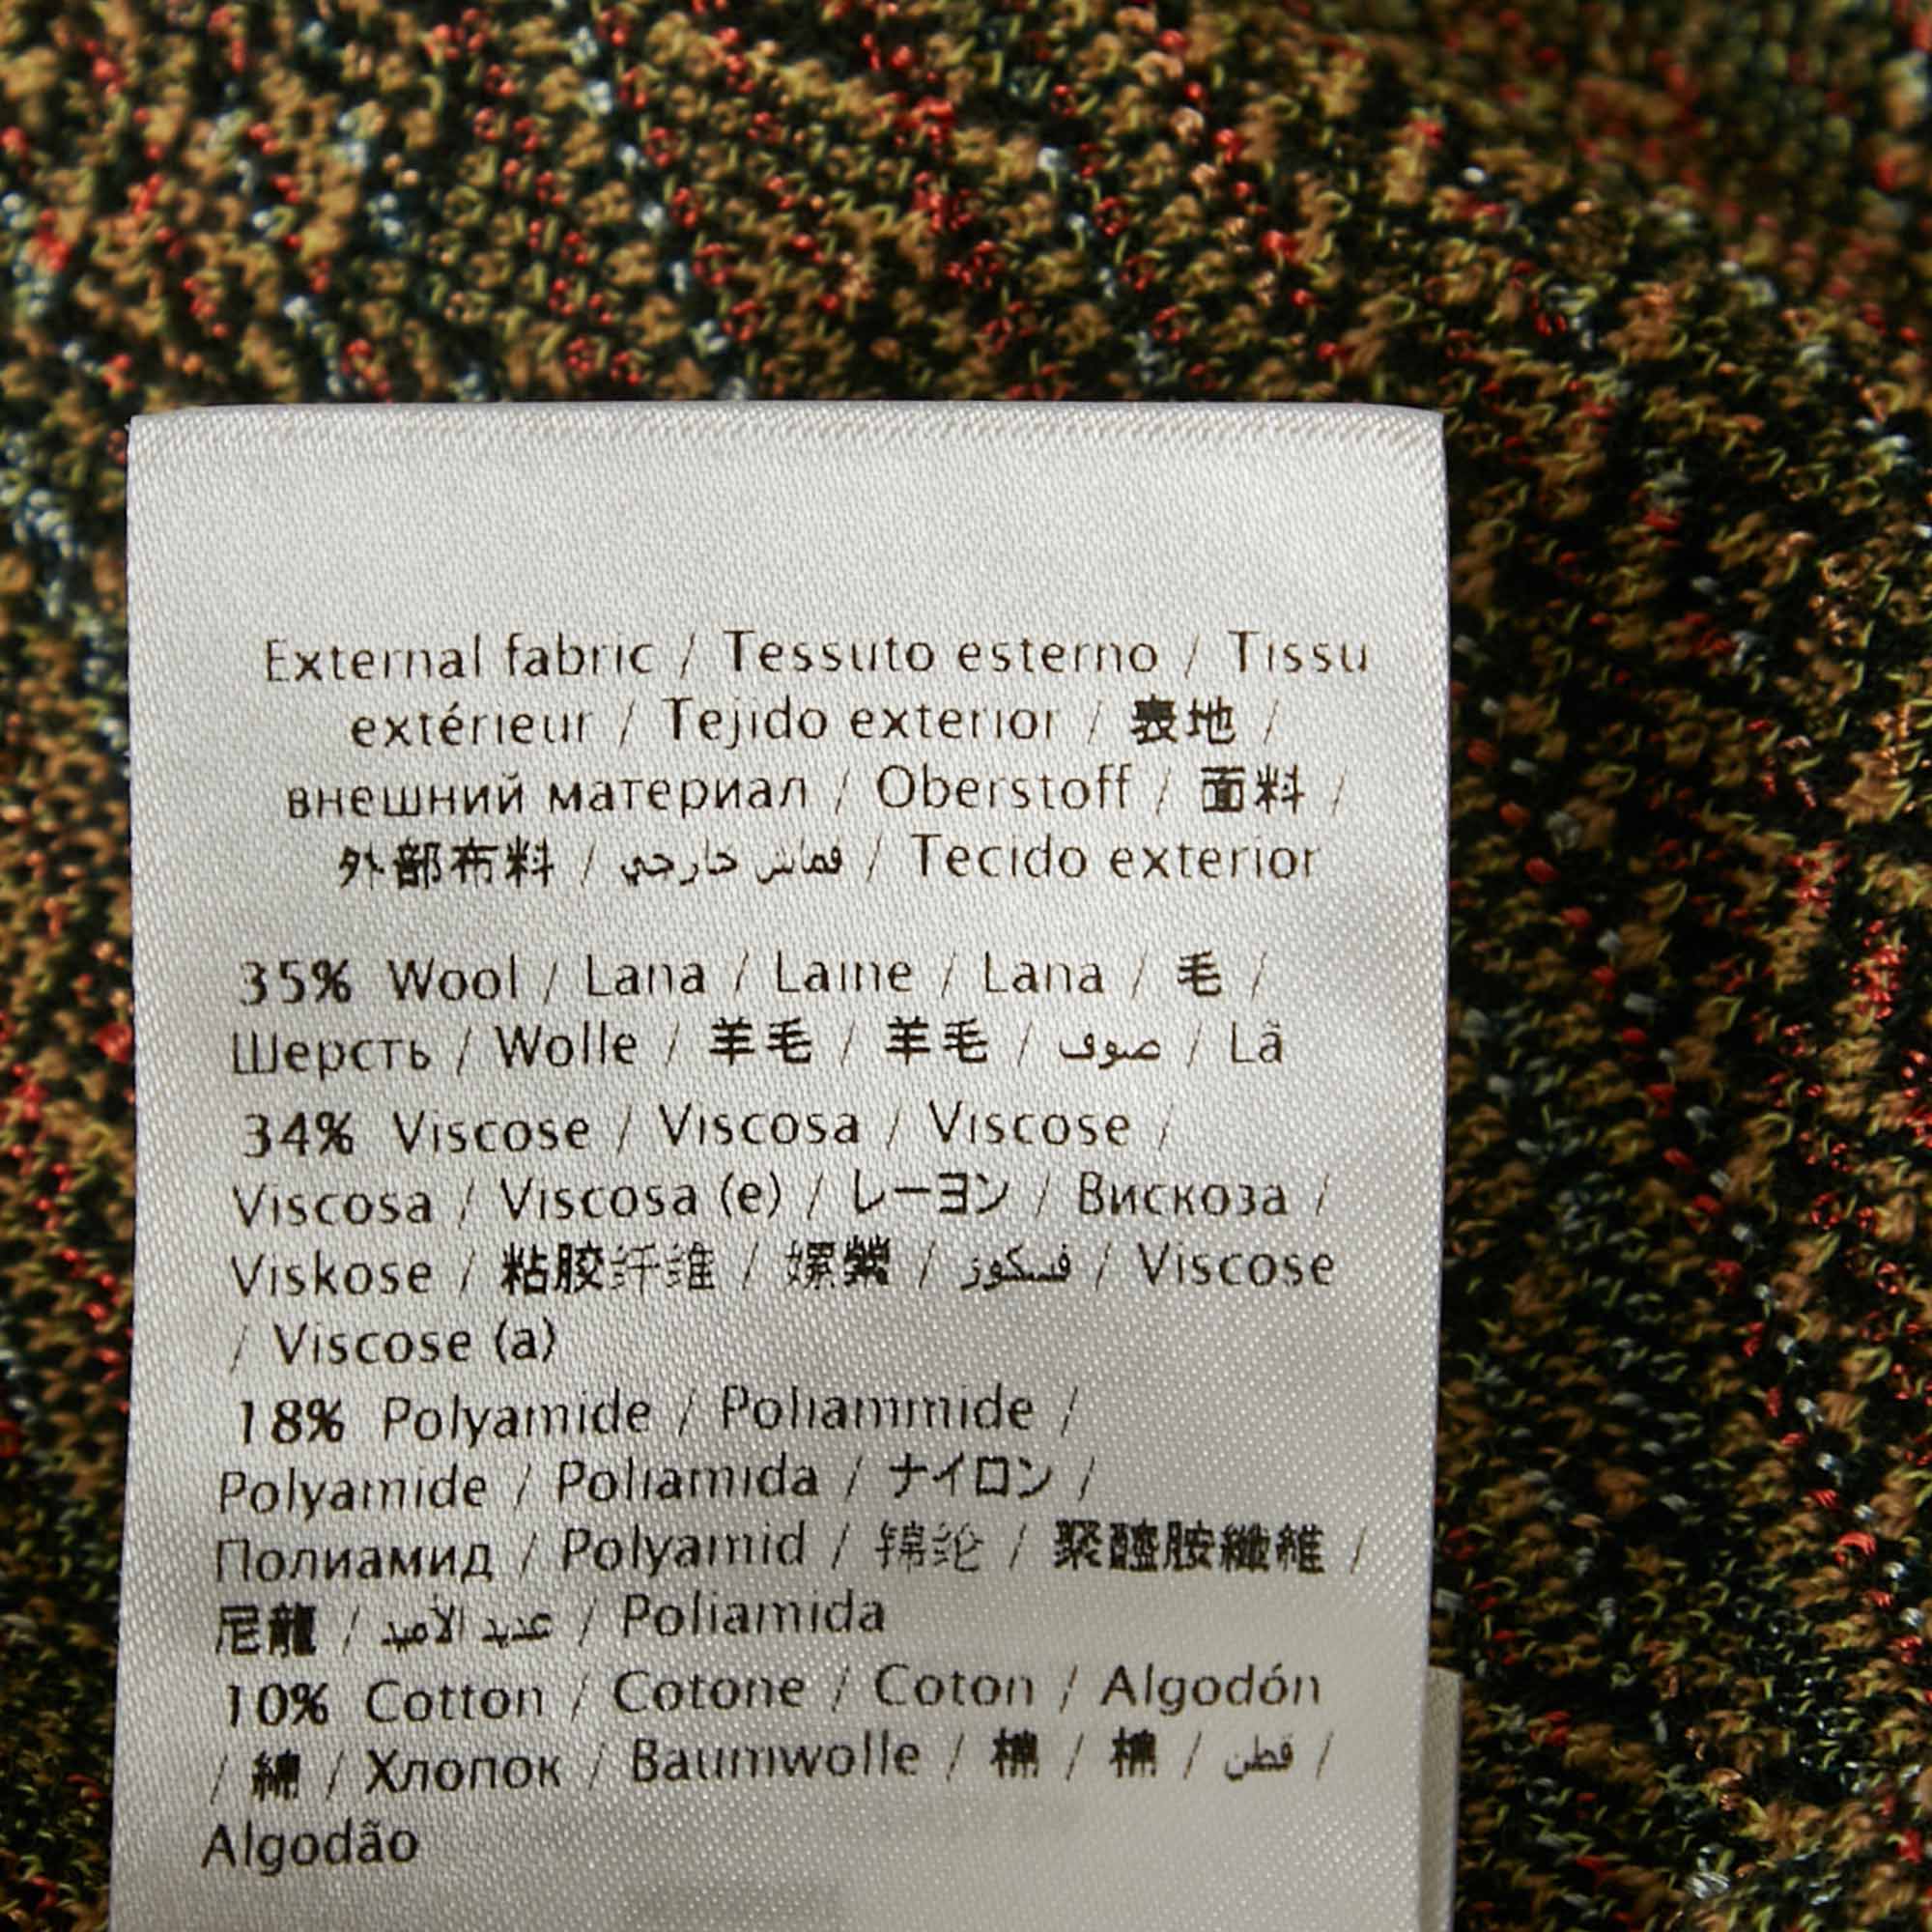 External fabric / Tessuto esterno / Tissu
extérieur / Tejido exterior / 表地 /
внешний материал / Oberstoff / 面料 /
外部布料 / قماش خارجي / Tecido exterior
35% Wool / Lana / Laine / Lana / 毛 /
Шерсть / Wolle / 羊毛 / 羊毛 / صوف / Lã
34% Viscose / Viscosa / Viscose /
Viscosa / Viscosa (e) / レーヨン / Вискоза /
Viskose / 粘胶纤维 / 嫘縈 / فسكوز / Viscose
/ Viscose (a)
18% Polyamide / Poliammide /
Polyamide / Poliamida / ナイロン /
Полиамид / Polyamid / 锦纶 / 聚醯胺纖維 /
尼龍 / عديد الأميد / Poliamida
10% Cotton / Cotone / Coton / Algodón
/ 綿 / Хлопок / Baumwolle / 棉 / 棉 / قطن /
Algodão